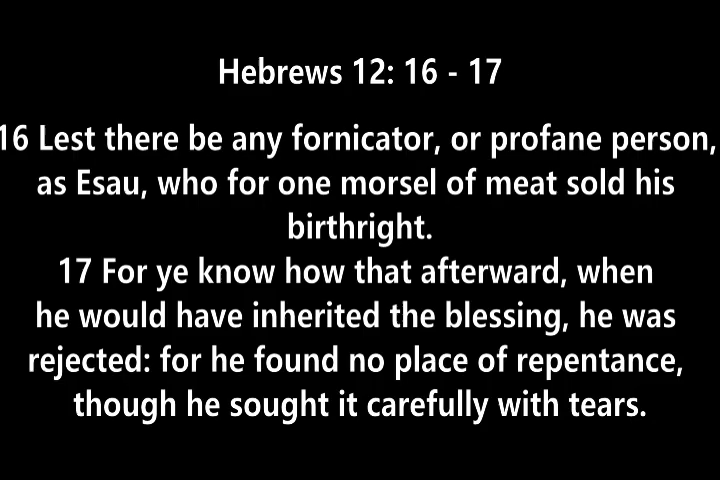 Hebrews 12: 16 - 17
16 Lest there be any fornicator, or profane person,
as Esau, who for one morsel of meat sold his
birthright.
17 For ye know how that afterward, when
he would have inherited the blessing, he was
rejected: for he found no place of repentance,
though he sought it carefully with tears.